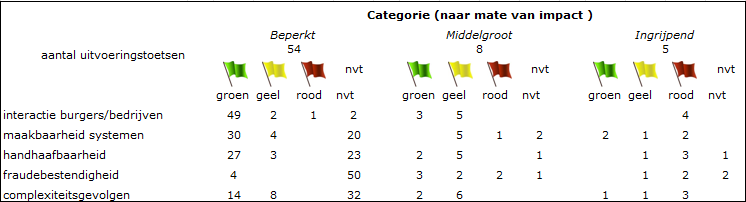 Categorie (naar mate van impact )
Beperkt Middelgroot Ingrijpend
aantal uitvoeringstoetsen 54 8 5
nvt nvt nvt
groen geel rood nvt groen geel rood nvt groen geel rood nvt
interactie burgers/bedrijven 49 2 1 2 3 5 4
maakbaarheid systemen 30 4 20 5 1 2 2 1 2
handhaafbaarheid 27 3 23 2 5 1 1 3 1
fraudebestendigheid 4 50 3 2 2 1 1 2 2
complexiteitsgevolgen 14 8 32 2 6 1 1 3